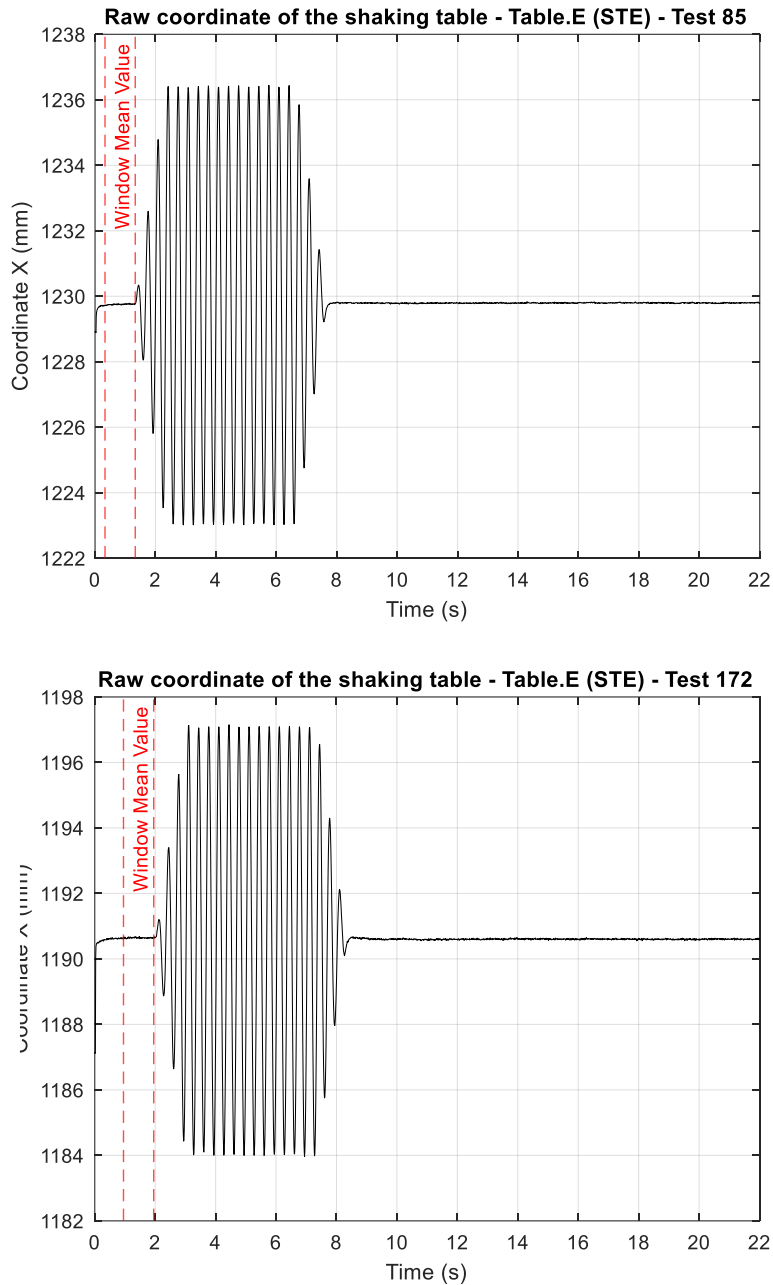 Raw coordinate of the shaking table - Table.E (STE) - Test 85
1238
1236
1234
1232
1230
1228
1226
1224
1222
Coordinate X (mm)
Window Mean Value
0 2 4 6 8 10 12 14 16 18 20 22
Time (s)
Raw coordinate of the shaking table - Table.E (STE) - Test 172
1198
1196
1194
1192
1190
1188
1186
1184
1182
Coordinate X (mm)
Window Mean Value
0 2 4 6 8 10 12 14 16 18 20 22
Time (s)